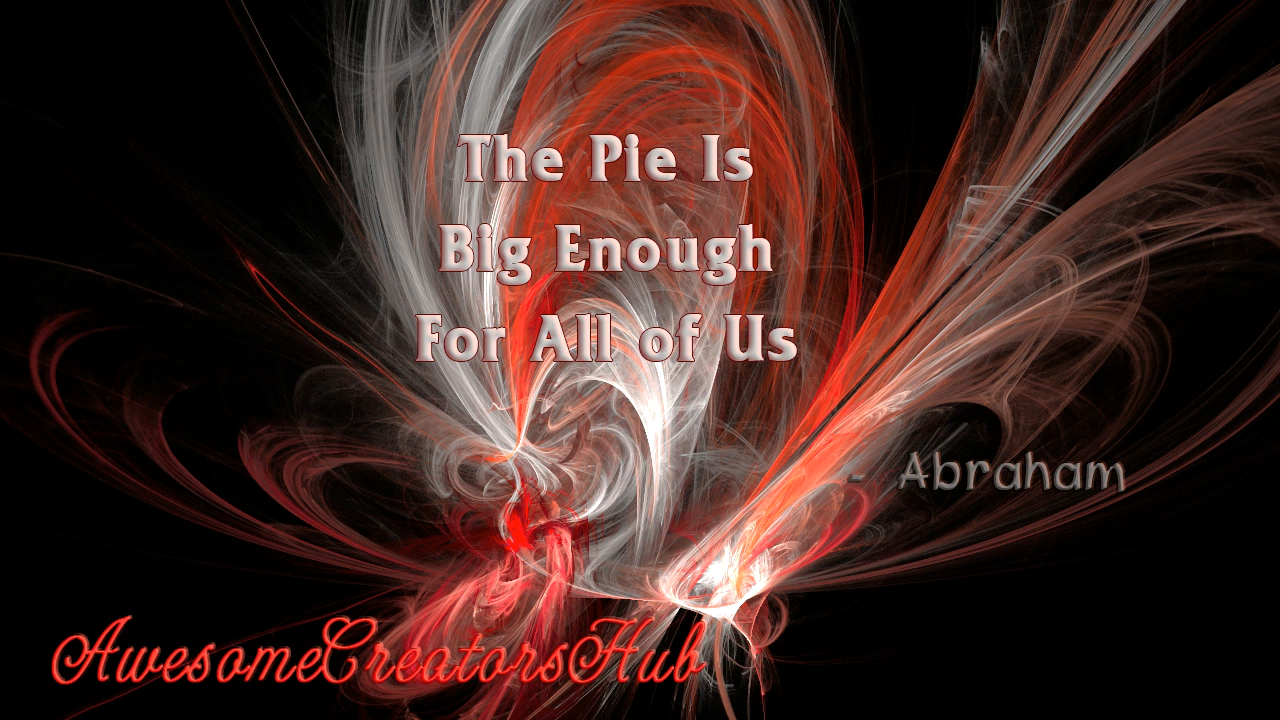 The Pie Is
Big Enough
For All of Us
- Abraham
AwesomeCreatorsHub